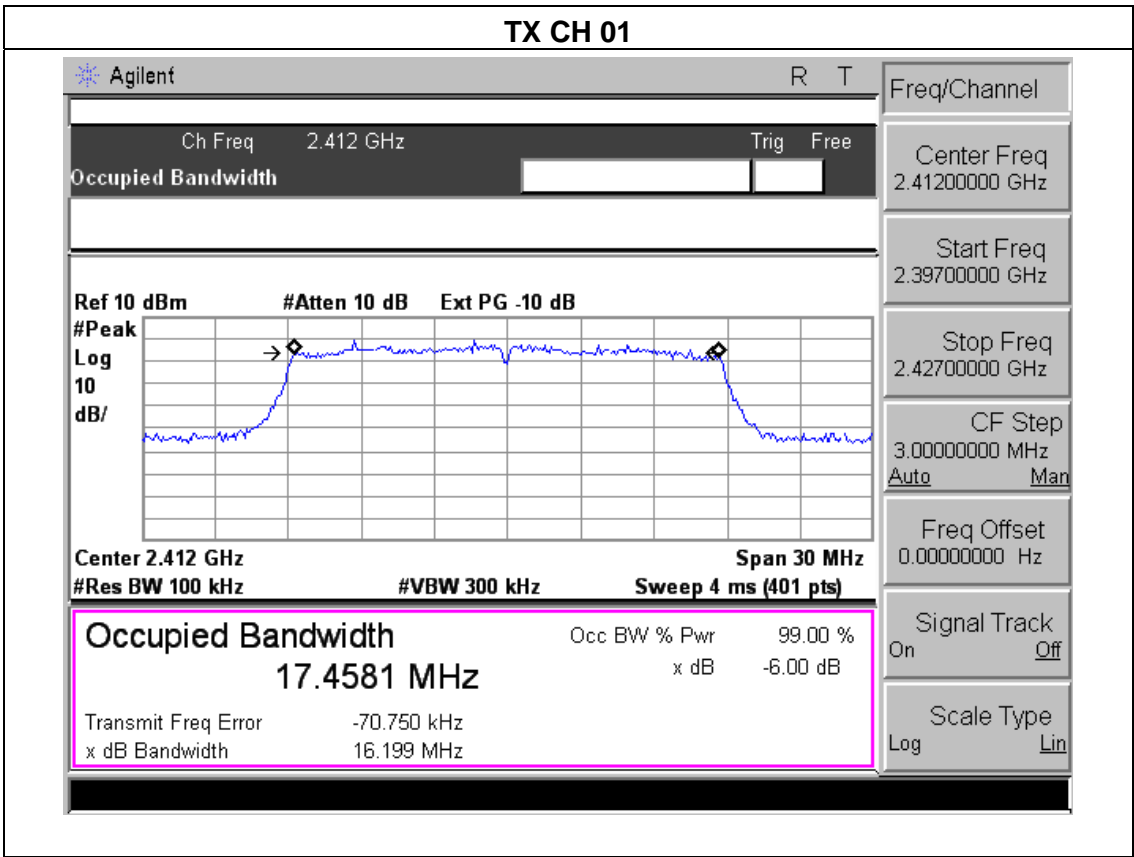 TX CH 01
Agilent R T
Freq/Channel
Ch Freq 2.412 GHz Trig Free
Occupied Bandwidth
Center Freq
2.41200000 GHz
Start Freq
2.39700000 GHz
Stop Freq
2.42700000 GHz
CF Step
3.00000000 MHz
Auto Man
Freq Offset
0.00000000 Hz
Signal Track
On Off
Scale Type
Log Lin
Ref 10 dBm #Atten 10 dB Ext PG -10 dB
#Peak
Log
10
dB/
Center 2.412 GHz Span 30 MHz
#Res BW 100 kHz #VBW 300 kHz Sweep 4 ms (401 pts)
Occupied Bandwidth Occ BW % Pwr 99.00 %
17.4581 MHz x dB -6.00 dB
Transmit Freq Error -70.750 kHz
x dB Bandwidth 16.199 MHz